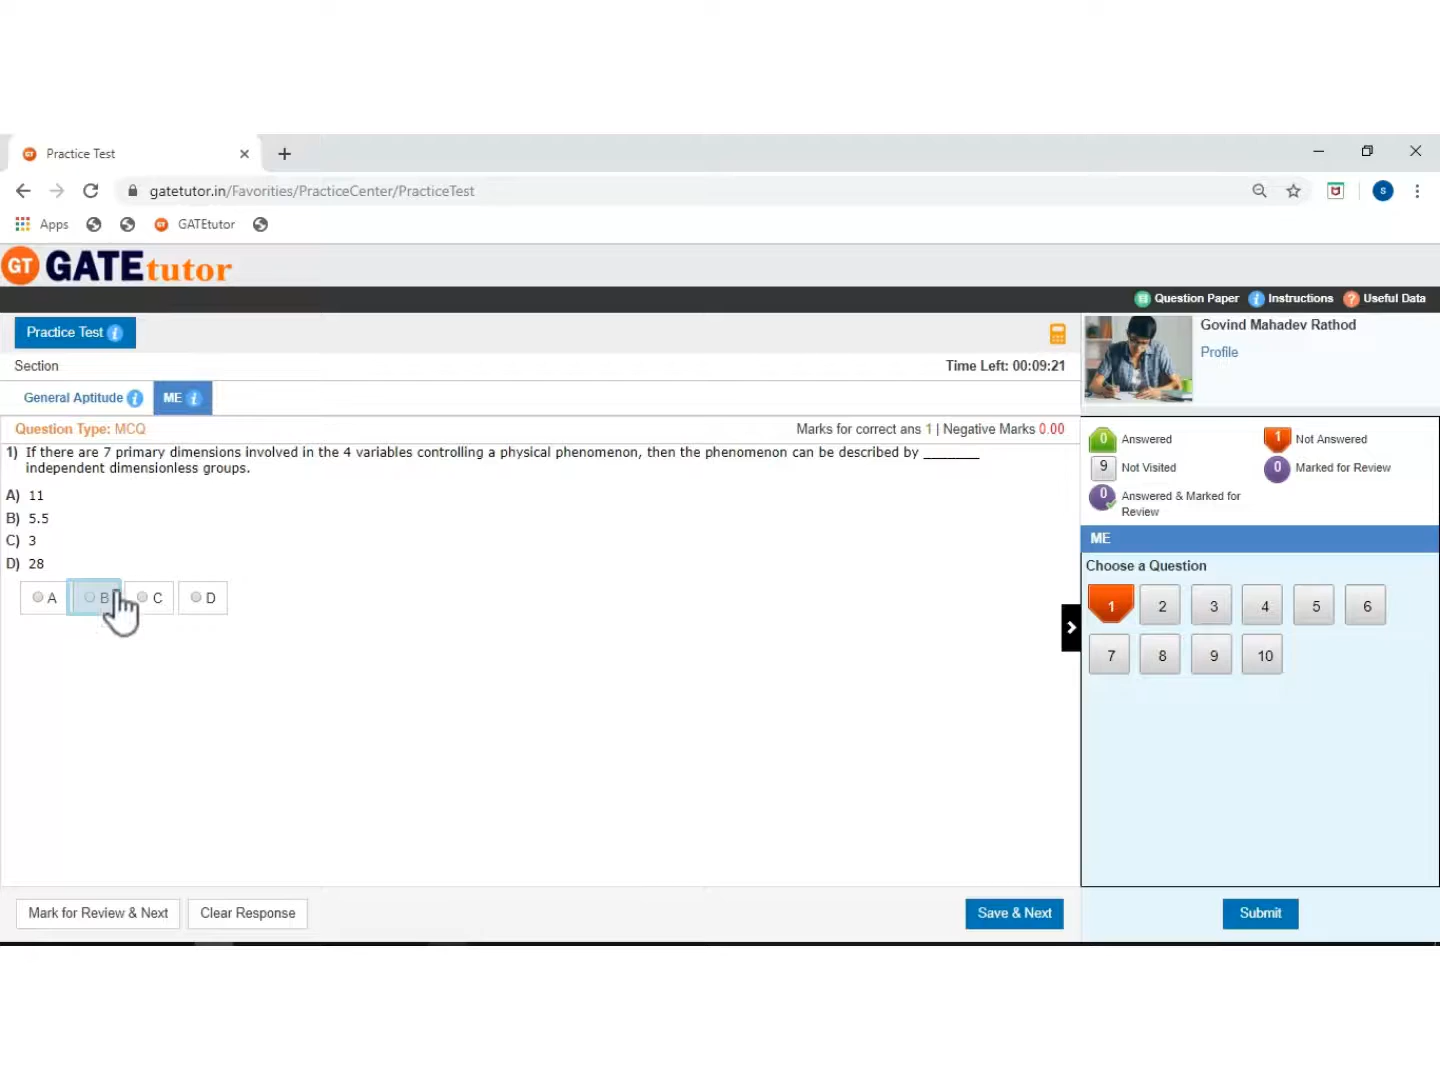 Practice Test
gatetutor.in/Favorities/PracticeCenter/PracticeTest
S
Apps
GATEtutor
GT GATEtutor
Question Paper
Instructions
Useful Data
Practice Test
Govind Mahadev Rathod
Profile
Section
Time Left: 00:09:21
General Aptitude
ME
Question Type: MCQ
Marks for correct ans 1 | Negative Marks 0.00
1) If there are 7 primary dimensions involved in the 4 variables controlling a physical phenomenon, then the phenomenon can be described by _______
independent dimensionless groups.
A) 11
B) 5.5
C) 3
D) 28
A B C D
0 Answered
1 Not Answered
9 Not Visited
0 Marked for Review
0 Answered & Marked for
Review
ME
Choose a Question
1 2 3 4 5 6
7 8 9 10
Mark for Review & Next
Clear Response
Save & Next
Submit